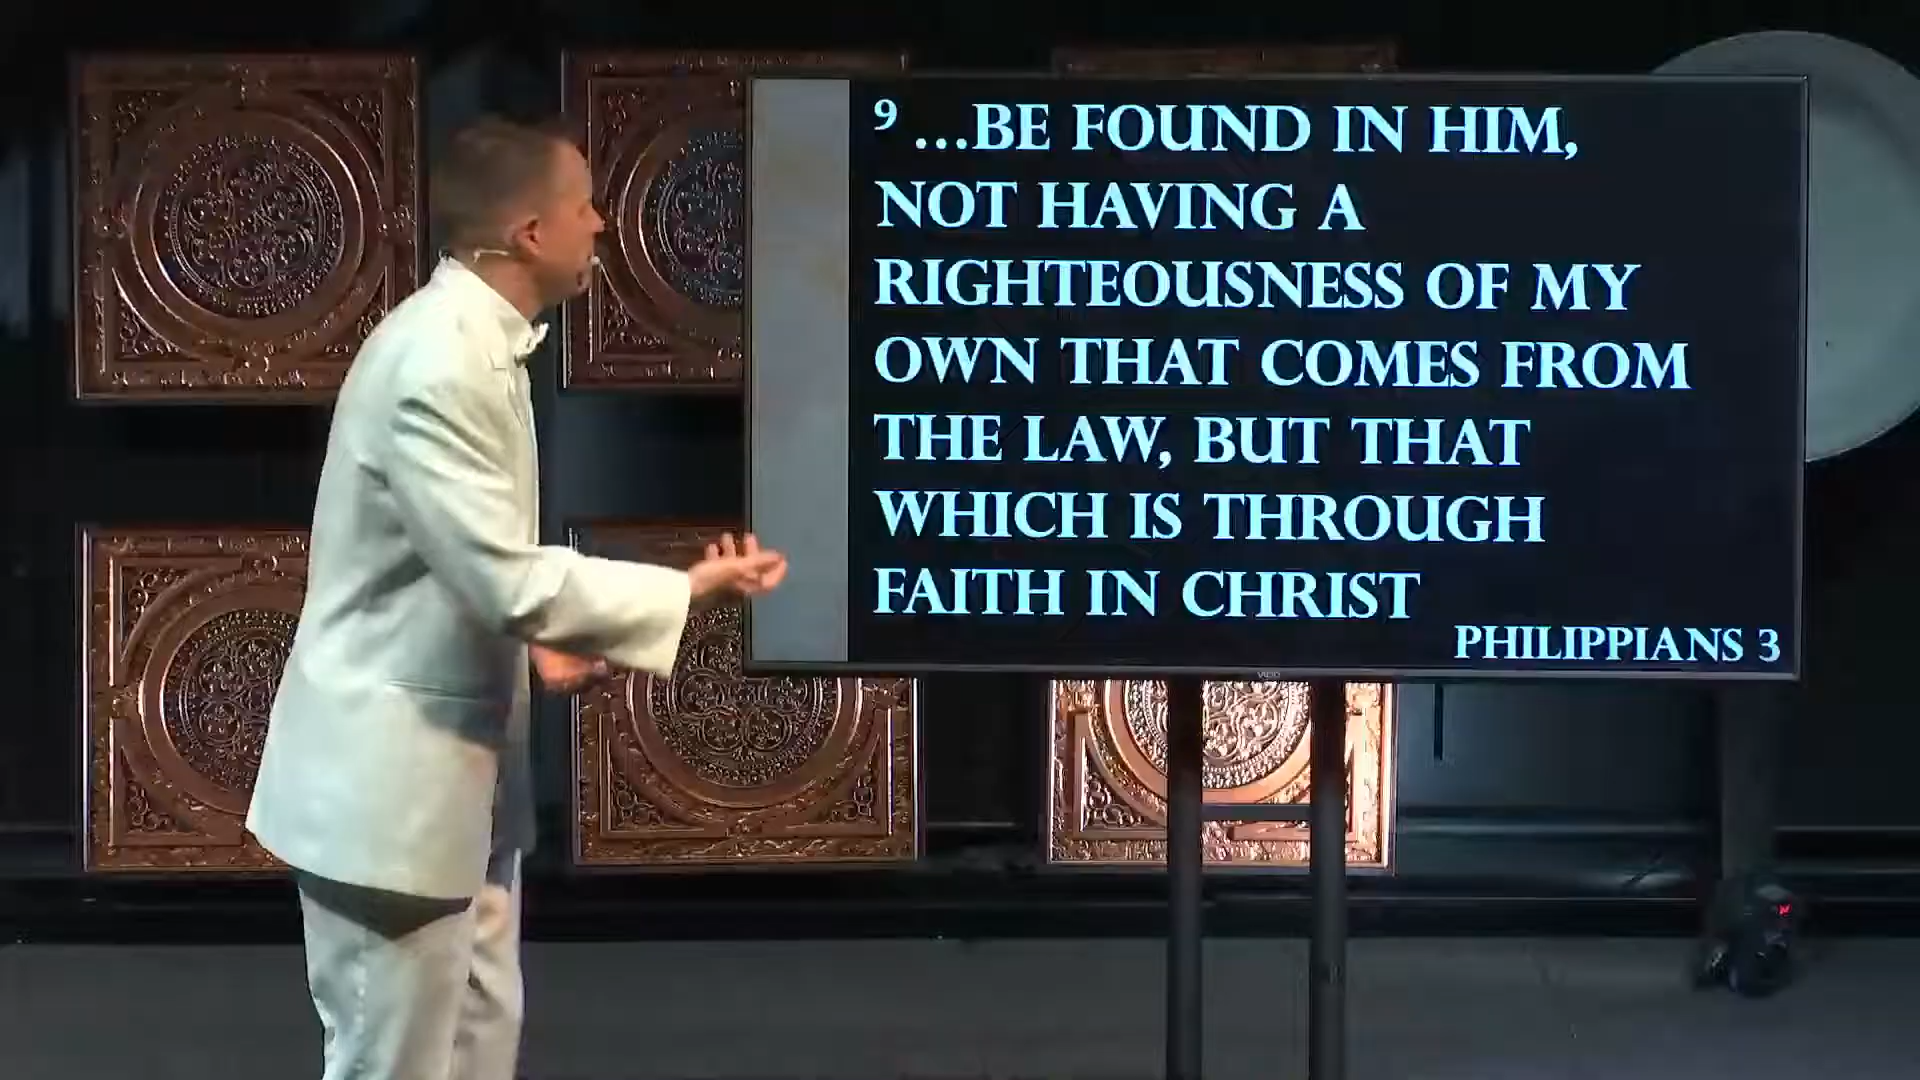 9 ...BE FOUND IN HIM,
NOT HAVING A
RIGHTEOUSNESS OF MY
OWN THAT COMES FROM
THE LAW, BUT THAT
WHICH IS THROUGH
FAITH IN CHRIST
PHILIPPIANS 3